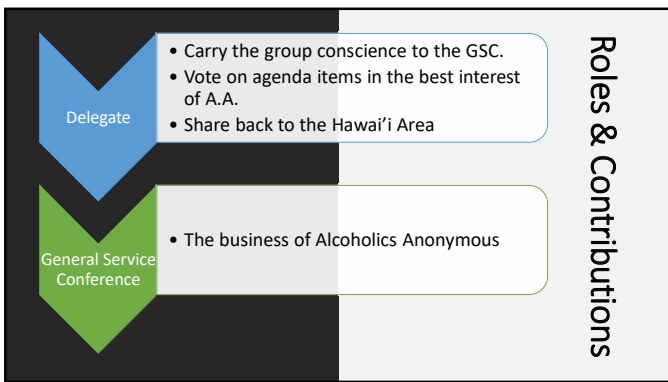 Roles & Contributions
Delegate
• Carry the group conscience to the GSC.
• Vote on agenda items in the best interest
of A.A.
• Share back to the Hawai’i Area
General Service
Conference
• The business of Alcoholics Anonymous